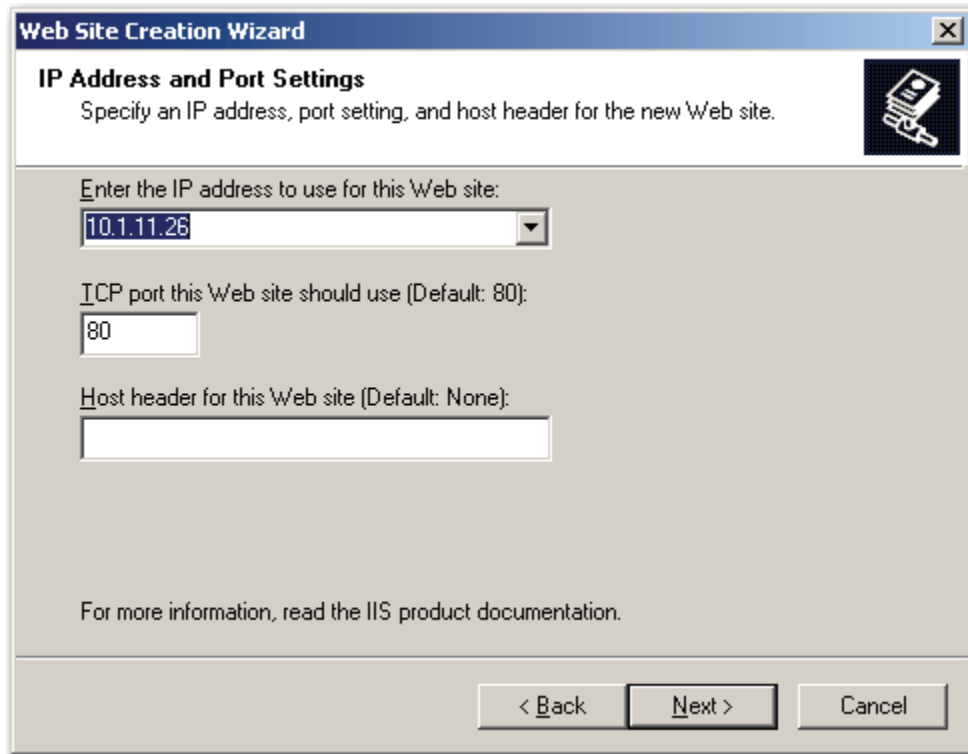 Web Site Creation Wizard
IP Address and Port Settings
Specify an IP address, port setting, and host header for the new Web site.
Enter the IP address to use for this Web site:
10.1.11.26
TCP port this Web site should use (Default: 80):
80
Host header for this Web site (Default: None):
For more information, read the IIS product documentation.
< Back Next > Cancel